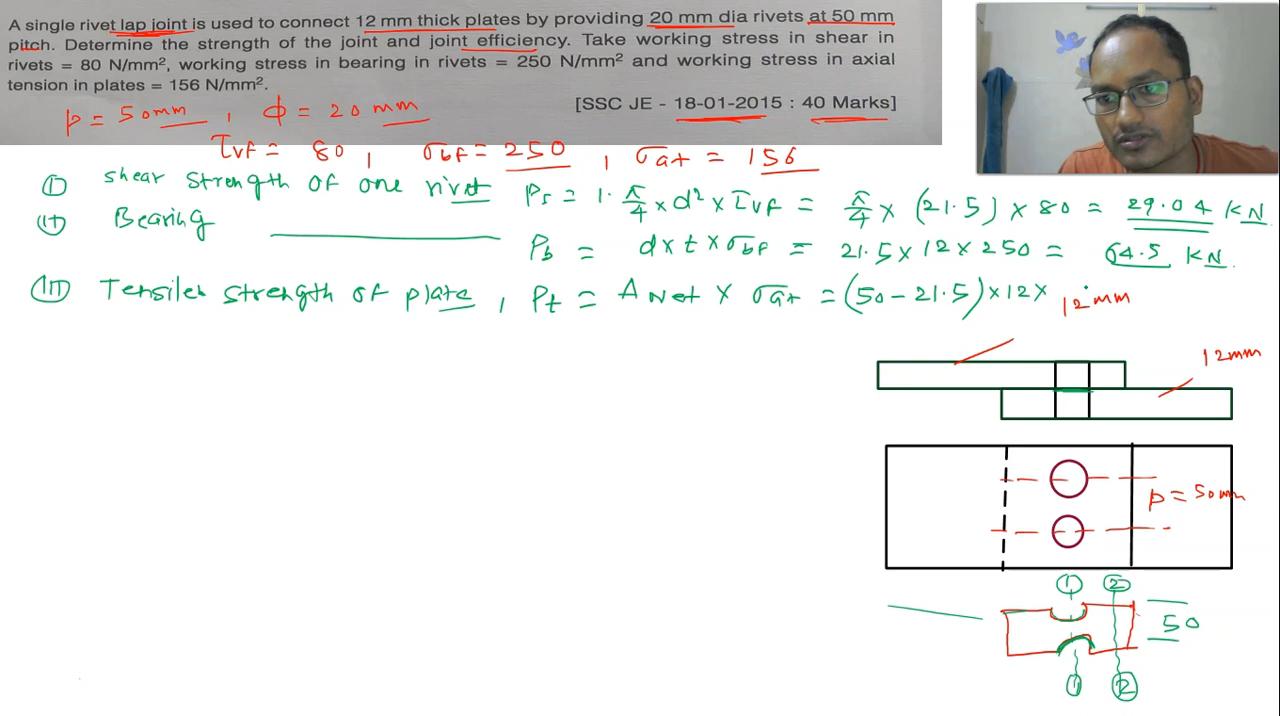 A single rivet lap joint is used to connect 12 mm thick plates by providing 20 mm dia rivets at 50 mm
pitch. Determine the strength of the joint and joint efficiency. Take working stress in shear in
rivets = 80 N/mm², working stress in bearing in rivets = 250 N/mm² and working stress in axial
tension in plates = 156 N/mm².
[SSC JE - 18-01-2015 : 40 Marks]
p = 50mm , ϕ = 20 mm
τvf = 80 , σbf = 250 , σat = 156
(I) shear strength of one rivet Ps = 1. π/4 × d² × τvf = π/4 × (21.5) × 80 = 29.04 KN
(II) Bearing ——— Pb = d × t × σbf = 21.5 × 12 × 250 = 64.5 KN.
(III) Tensiler strength of plate , Pt = A Net × σat = (50 - 21.5) × 12 ×
12mm
12mm
p = 50mm
① ②
50
① ②